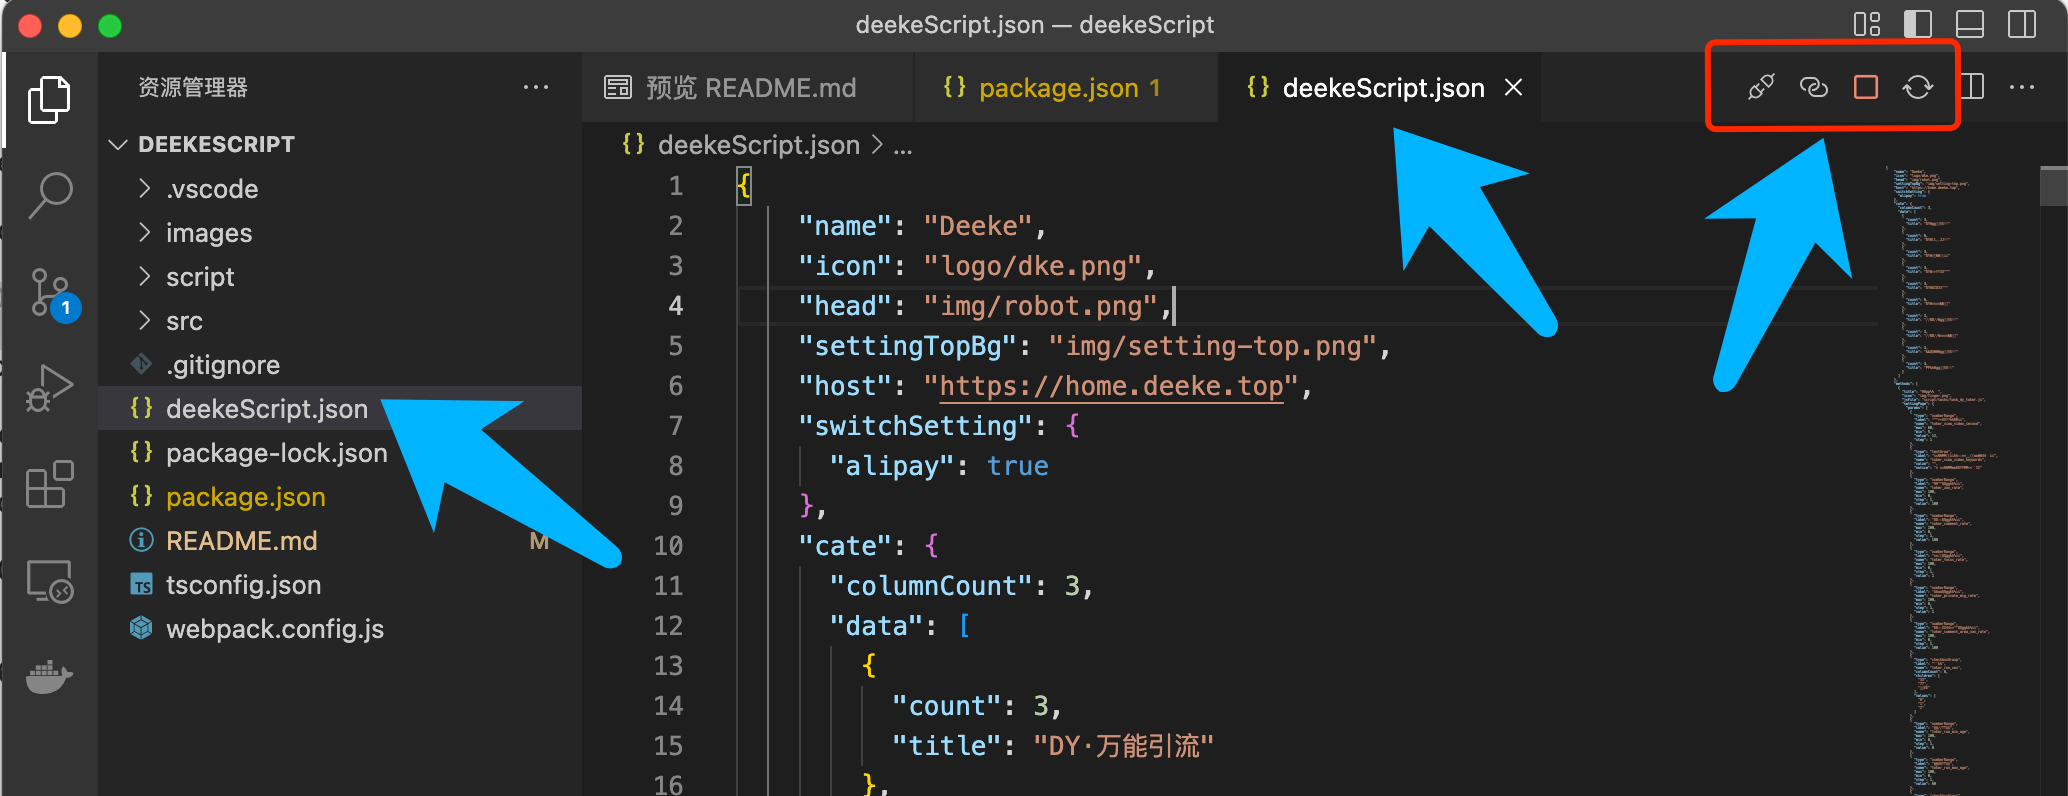 deekeScript.json — deekeScript
资源管理器
预览 README.md
package.json 1
deekeScript.json
DEEKESCRIPT
.vscode
images
script
src
.gitignore
deekeScript.json
package-lock.json
package.json
README.md M
tsconfig.json
webpack.config.js
1
deekeScript.json > ...
1 {
2 "name": "Deeke",
3 "icon": "logo/dke.png",
4 "head": "img/robot.png",
5 "settingTopBg": "img/setting-top.png",
6 "host": "https://home.deeke.top",
7 "switchSetting": {
8 "alipay": true
9 },
10 "cate": {
11 "columnCount": 3,
12 "data": [
13 {
14 "count": 3,
15 "title": "DY·万能引流"
16 },